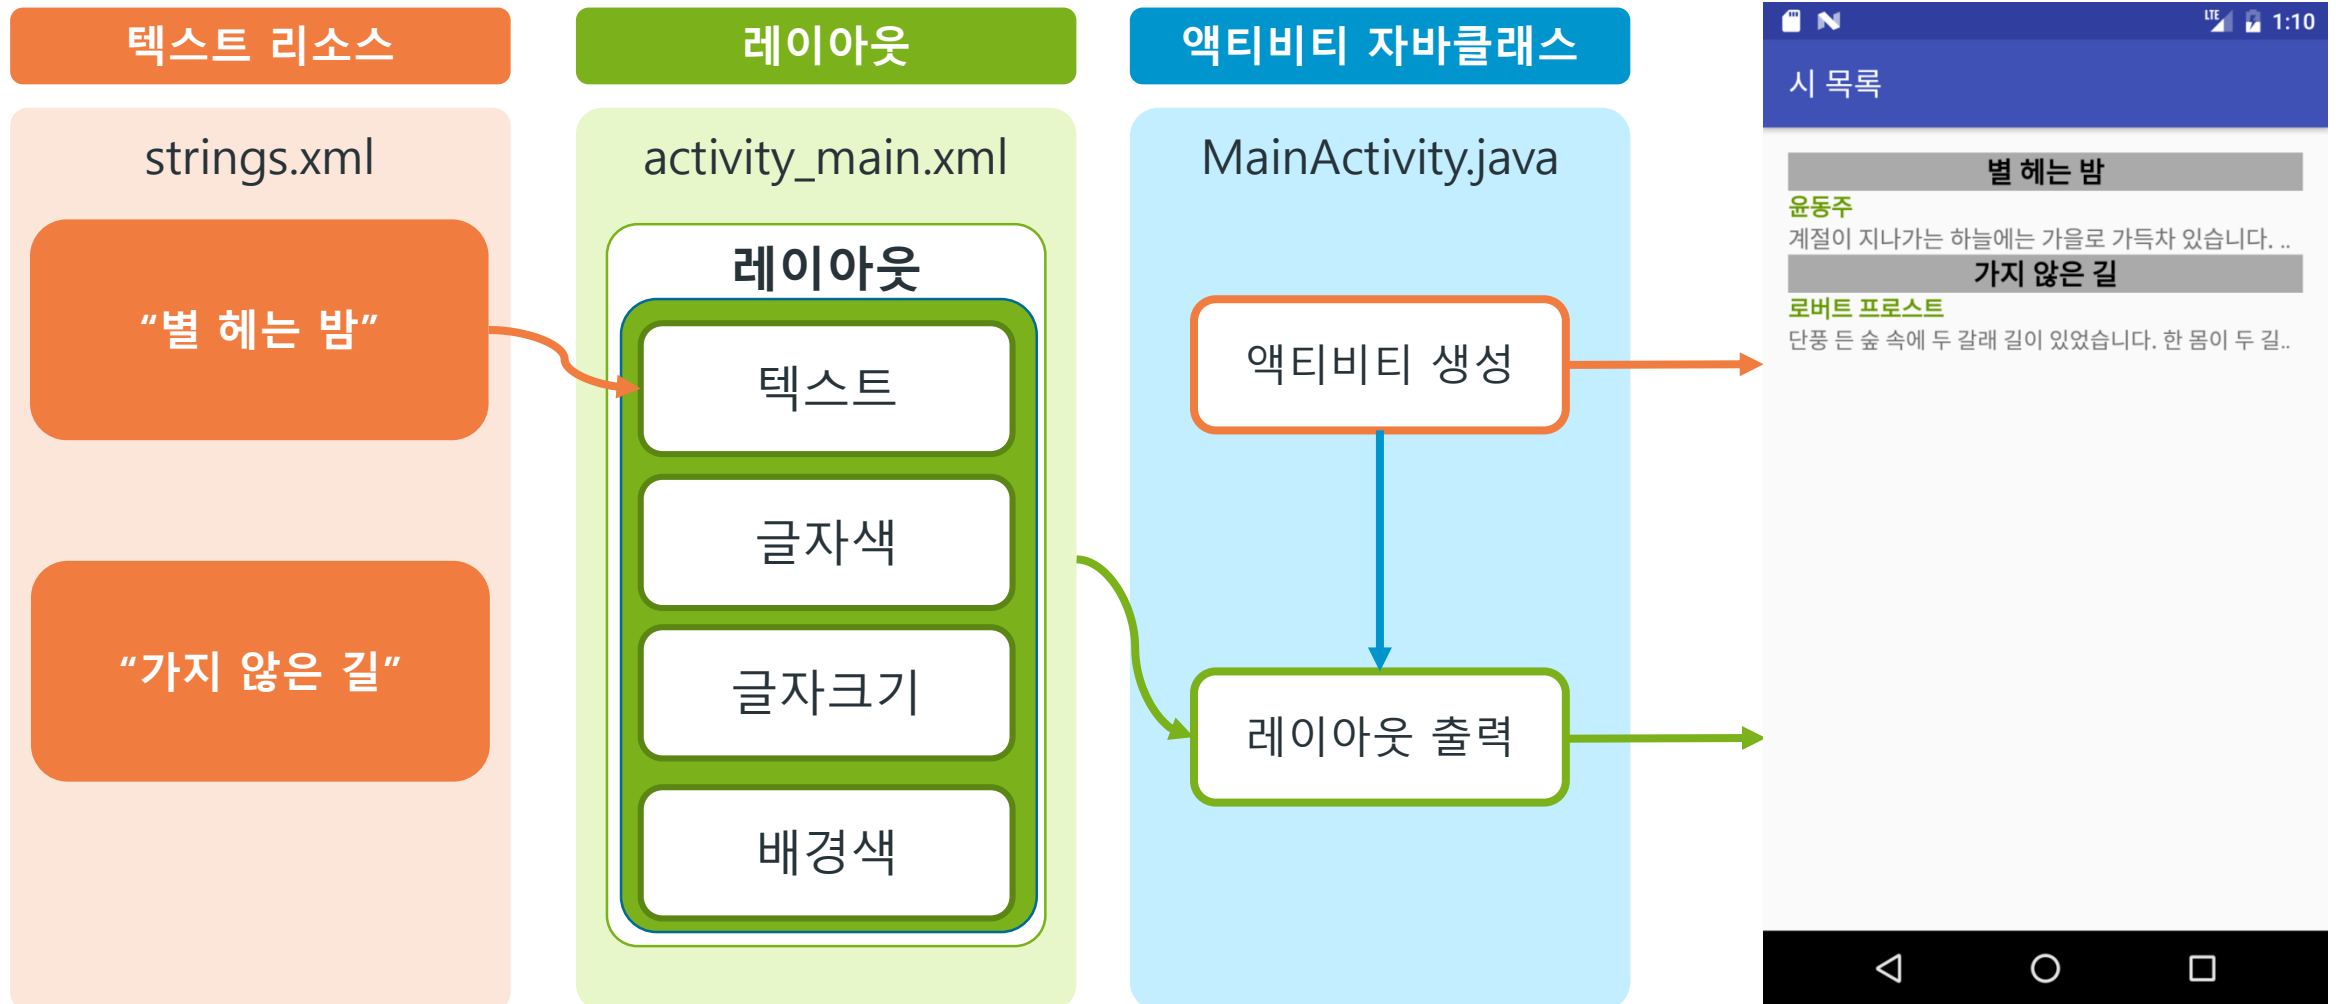 텍스트 리소스
strings.xml
“별 헤는 밤”
“가지 않은 길”
레이아웃
activity_main.xml
레이아웃
텍스트
글자색
글자크기
배경색
액티비티 자바클래스
MainActivity.java
액티비티 생성
레이아웃 출력
LTE 1:10
시 목록
별 헤는 밤
윤동주
계절이 지나가는 하늘에는 가을로 가득차 있습니다. ..
가지 않은 길
로버트 프로스트
단풍 든 숲 속에 두 갈래 길이 있었습니다. 한 몸이 두 길..